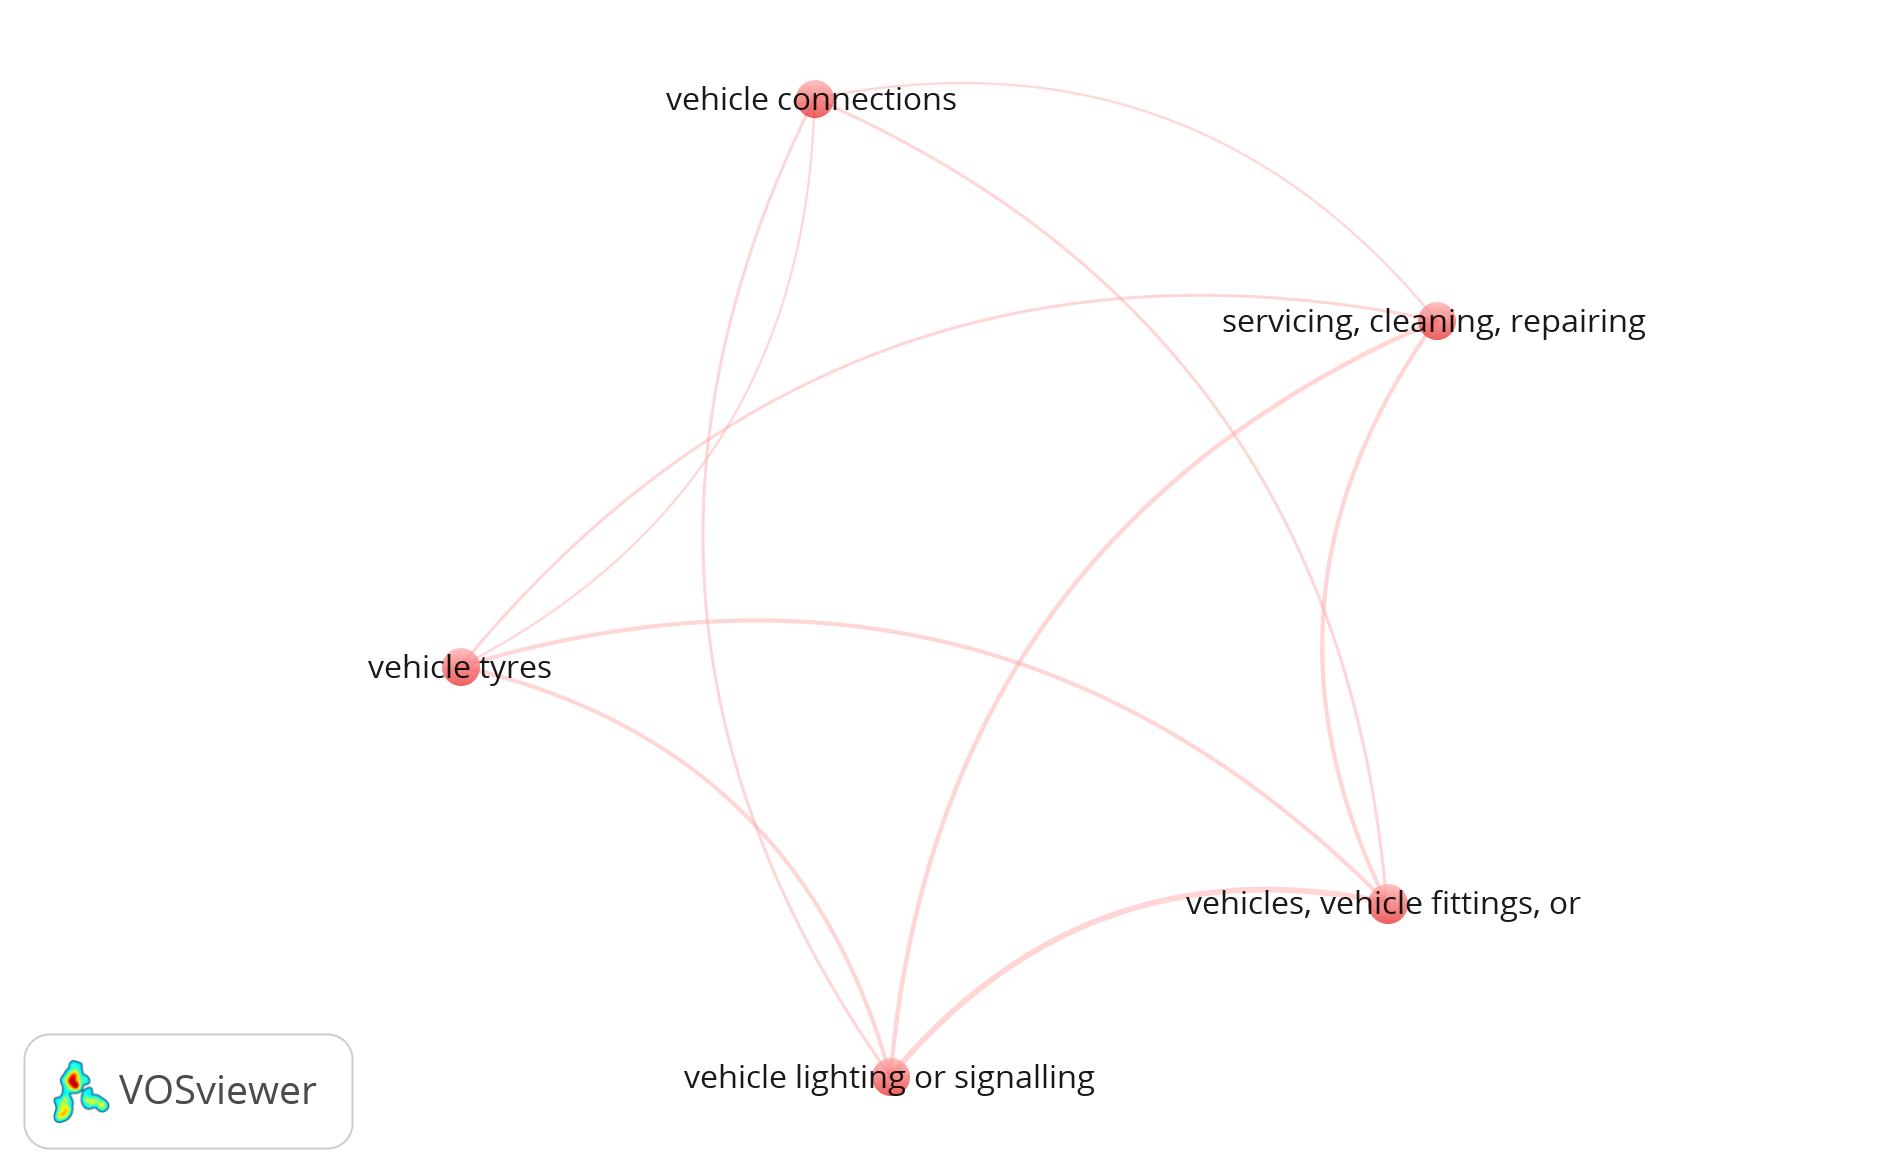 vehicle connections
servicing, cleaning, repairing
vehicle tyres
vehicles, vehicle fittings, or
vehicle lighting or signalling
VOSviewer